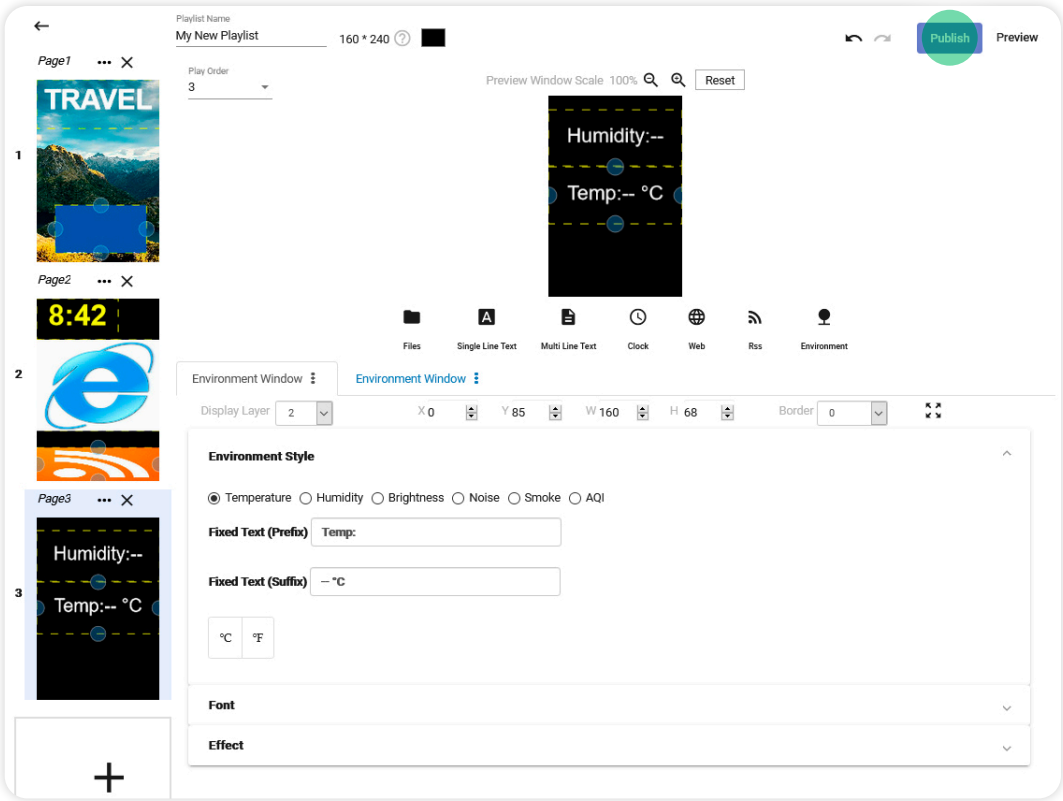 Playlist Name
My New Playlist
160 * 240
?
Publish
Preview
Page1
TRAVEL
1
Page2
8:42
2
Page3
Humidity:--
Temp:-- °C
3
Play Order
3
Preview Window Scale 100%
Reset
Humidity:--
Temp:-- °C
Files
A
Single Line Text
Multi Line Text
Clock
Web
Rss
Environment
Environment Window
Environment Window
Display Layer 2 X 0 Y 85 W 160 H 68 Border 0
Environment Style
Temperature Humidity Brightness Noise Smoke AQI
Fixed Text (Prefix) Temp:
Fixed Text (Suffix) -- °C
°C °F
Font
Effect